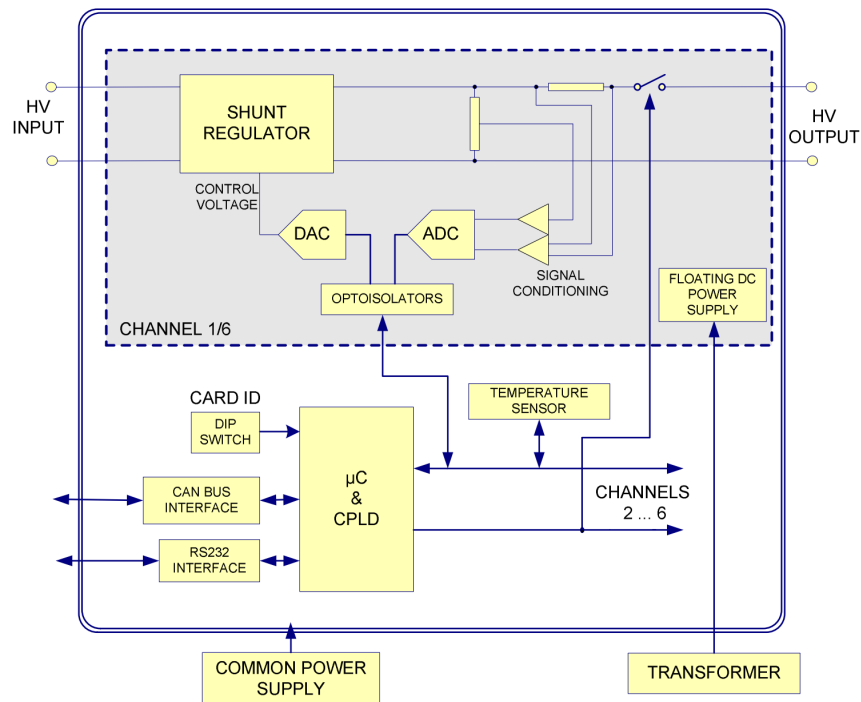 HV
INPUT
SHUNT
REGULATOR
HV
OUTPUT
CONTROL
VOLTAGE
DAC
ADC
SIGNAL
CONDITIONING
OPTOISOLATORS
FLOATING DC
POWER
SUPPLY
CHANNEL 1/6
CARD ID
DIP
SWITCH
TEMPERATURE
SENSOR
CAN BUS
INTERFACE
µC
&
CPLD
CHANNELS
2 ... 6
RS232
INTERFACE
COMMON POWER
SUPPLY
TRANSFORMER